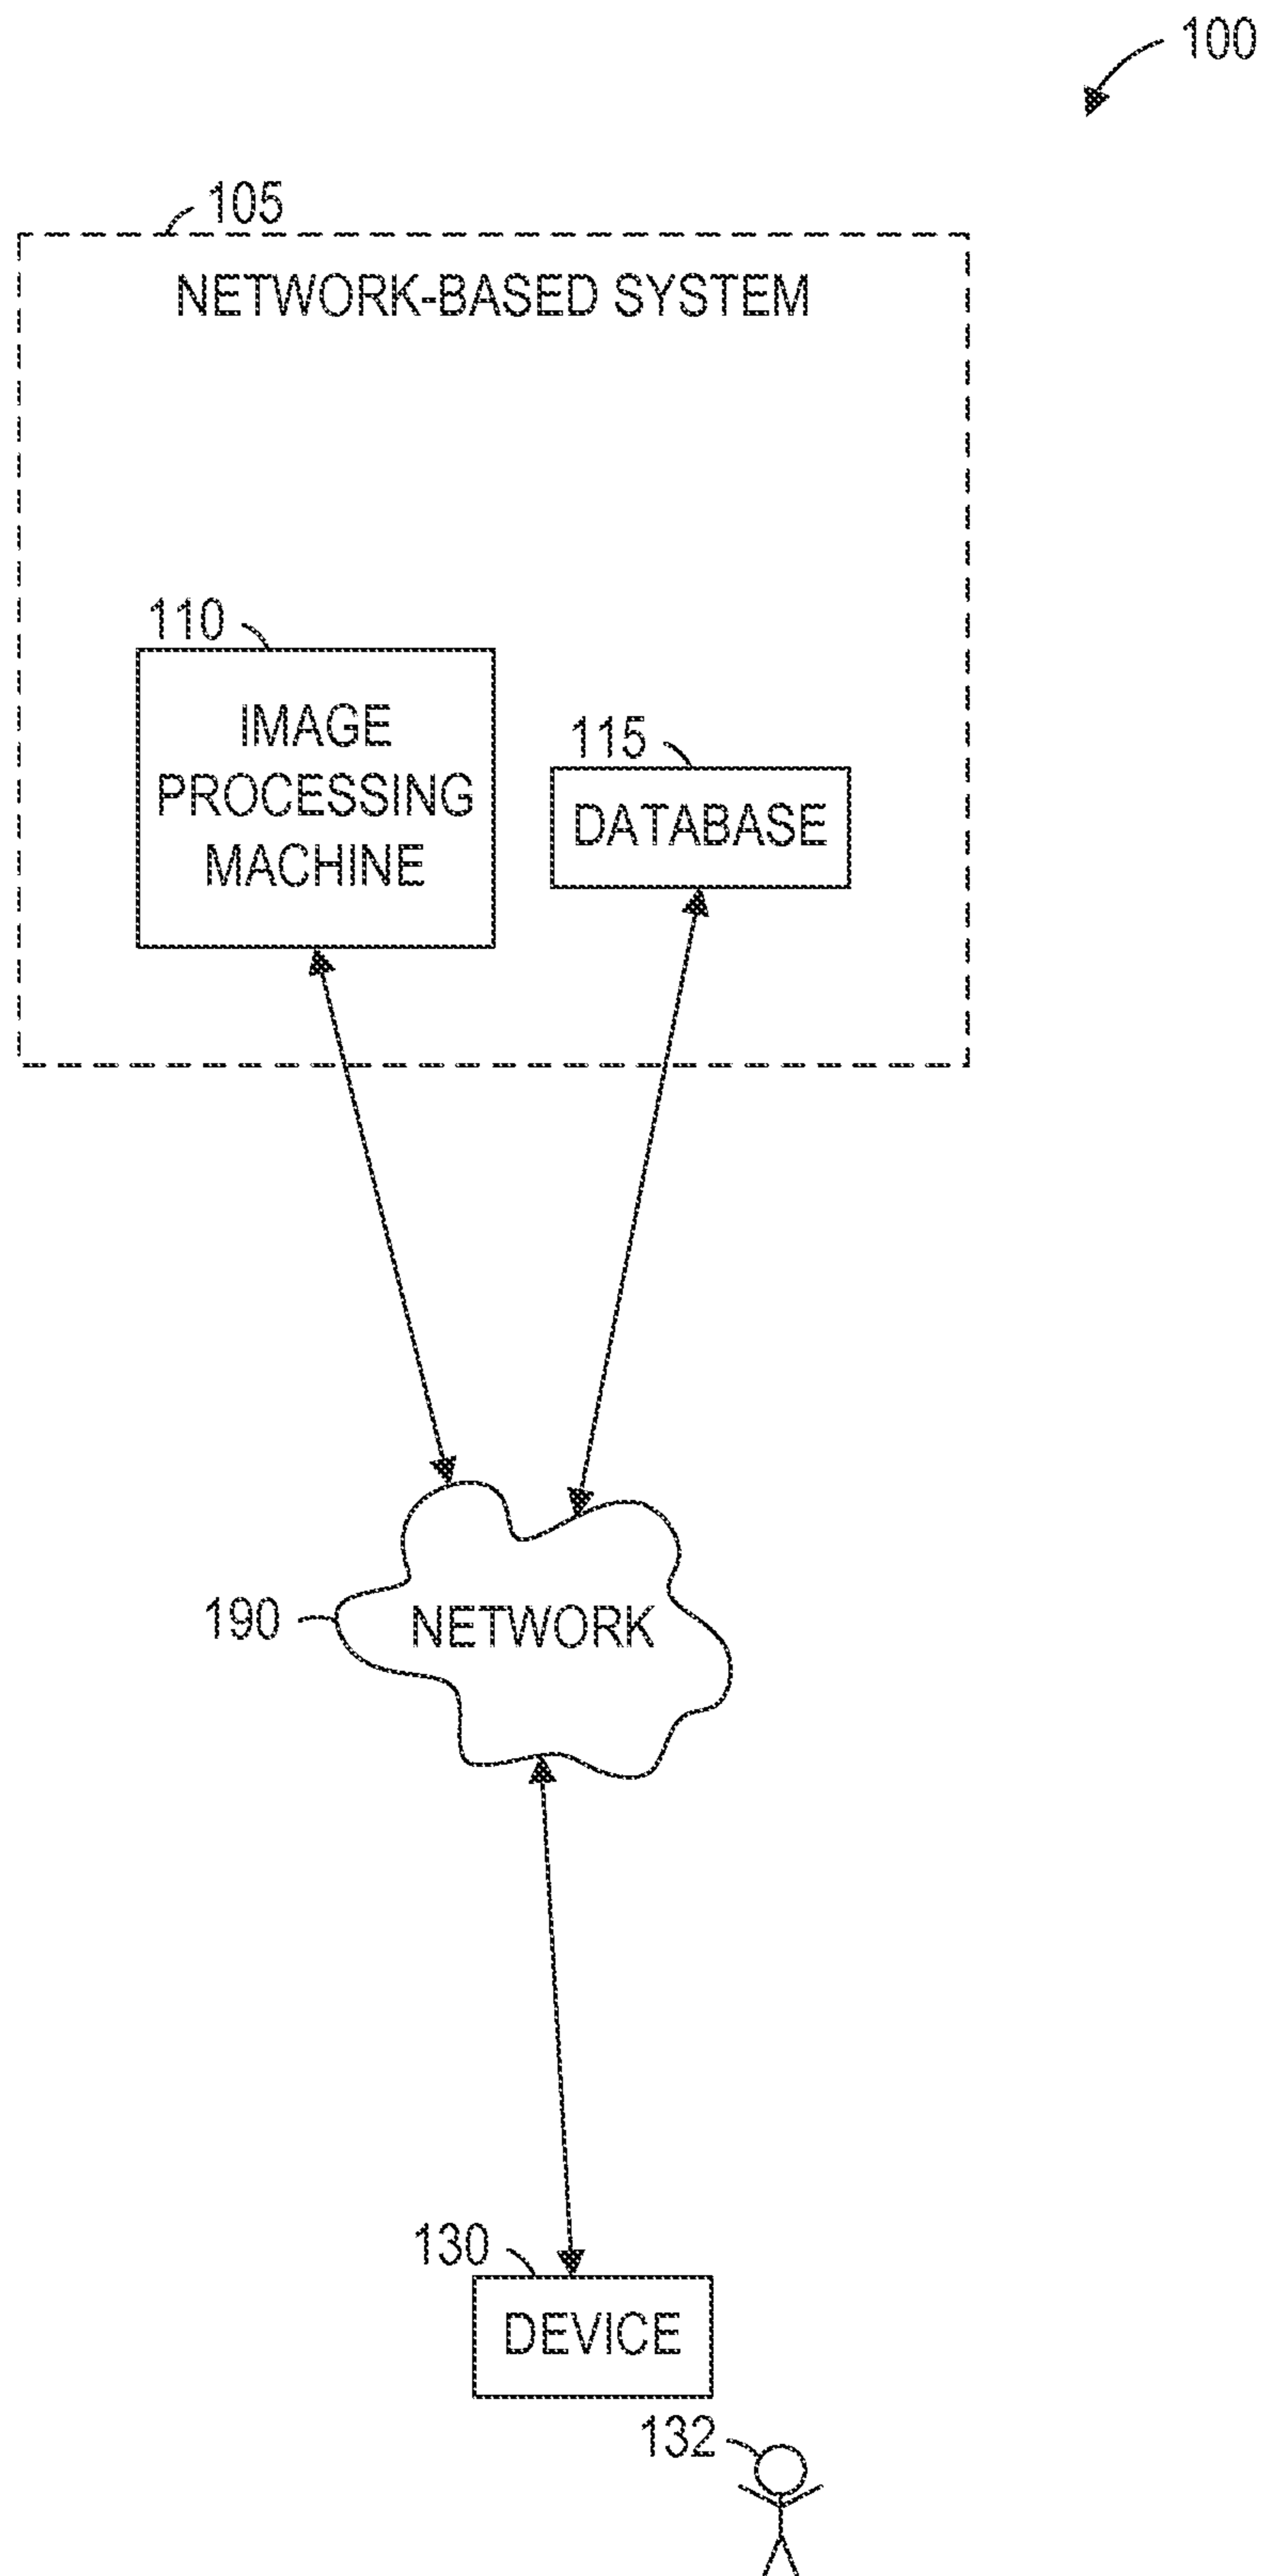 100
105
NETWORK-BASED SYSTEM
110
IMAGE
PROCESSING
MACHINE
115
DATABASE
190
NETWORK
130
DEVICE
132